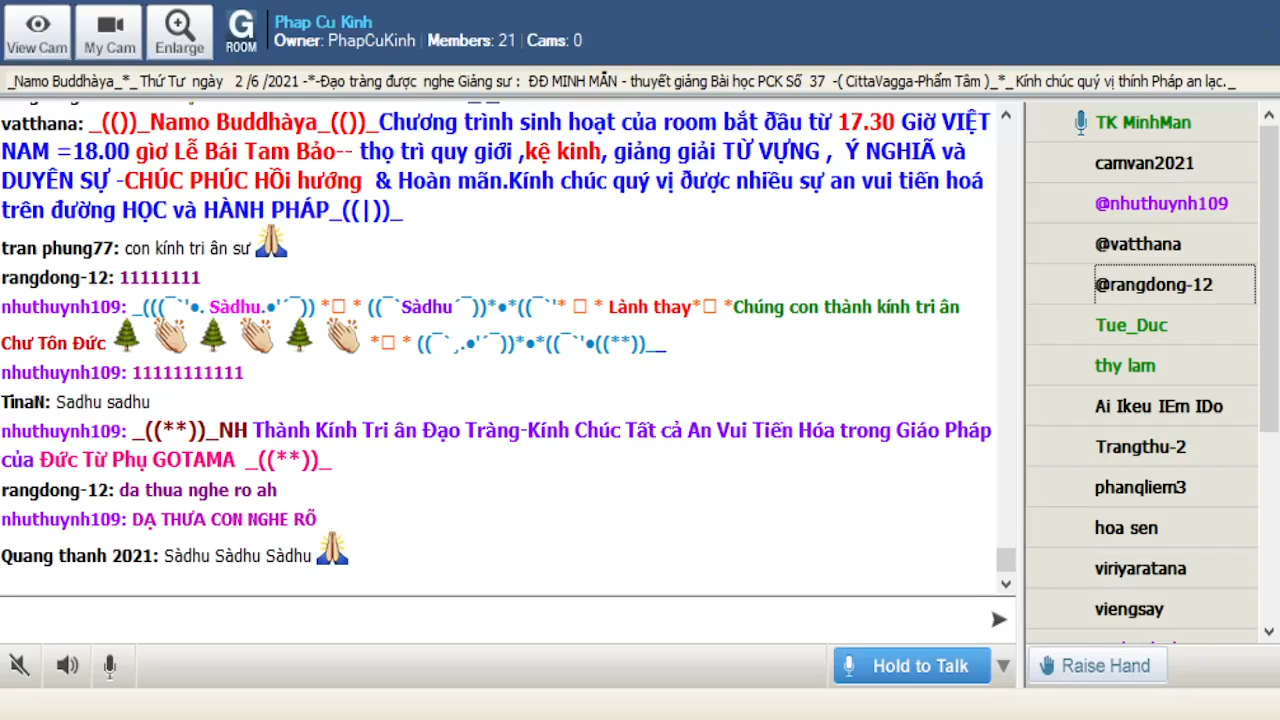 View Cam
My Cam
Enlarge
G
ROOM
Phap Cu Kinh
Owner: PhapCuKinh | Members: 21 | Cams: 0
_Namo Buddhàya_*_ Thứ Tư ngày 2 /6 /2021 -*-Đạo tràng được nghe Giảng sư : ĐĐ MINH MẪN - thuyết giảng Bài học PCK Số 37 -( CittaVagga-Phẩm Tâm )_*_ Kính chúc quý vị thính Pháp an lạc._
vatthana: _(())_Namo Buddhàya_(())_Chương trình sinh hoạt của room bắt đầu từ 17.30 Giờ VIỆT
NAM =18.00 gìơ Lễ Bái Tam Bảo-- thọ trì quy giới ,kệ kinh, giảng giải TỪ VỰNG , Ý NGHIÃ và
DUYÊN SỰ -CHÚC PHÚC HỒi hướng & Hoàn mãn.Kính chúc quý vị được nhiều sự an vui tiến hoá
trên đường HỌC và HÀNH PHÁP_((|))_
tran phung77: con kính tri ân sư
rangdong-12: 11111111
nhuthuynh109: _(((¯`'•. Sàdhu.•'´¯)) *□ * ((¯`Sàdhu´¯))*•*((¯`'* □ * Lành thay*□ *Chúng con thành kính tri ân
Chư Tôn Đức *□ * ((¯`¸.•'´¯))*•*((¯`'•((**))__
nhuthuynh109: 11111111111
TinaN: Sadhu sadhu
nhuthuynh109: _((**))_NH Thành Kính Tri ân Đạo Tràng-Kính Chúc Tất cả An Vui Tiến Hóa trong Giáo Pháp
của Đức Từ Phụ GOTAMA _((**))_
rangdong-12: da thua nghe ro ah
nhuthuynh109: DẠ THƯA CON NGHE RÕ
Quang thanh 2021: Sàdhu Sàdhu Sàdhu
TK MinhMan
camvan2021
@nhuthuynh109
@vatthana
@rangdong-12
Tue_Duc
thy lam
Ai Ikeu IEm IDo
Trangthu-2
phanqliem3
hoa sen
viriyaratana
viengsay
Hold to Talk
Raise Hand